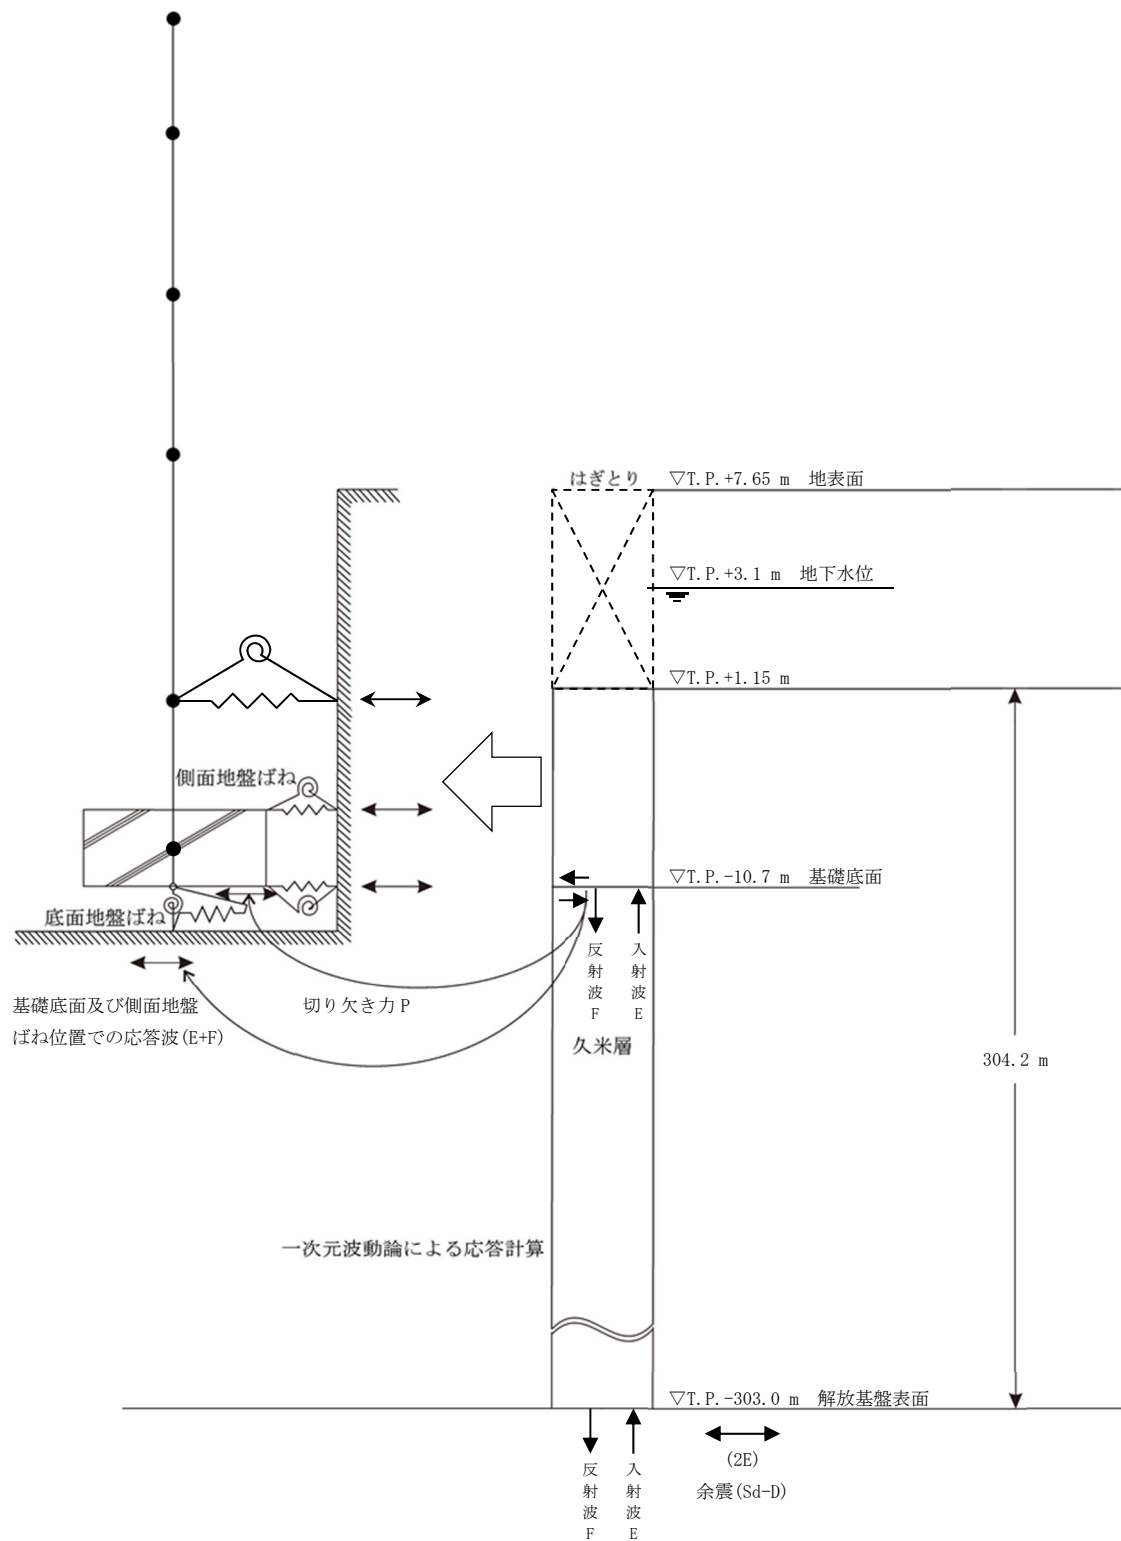 はぎとり
▽T.P.+7.65 m 地表面
▽T.P.+3.1 m 地下水位
▽T.P.+1.15 m
側面地盤ばね
▽T.P.-10.7 m 基礎底面
底面地盤ばね
反射波F
入射波E
基礎底面及び側面地盤
ばね位置での応答波(E+F)
切り欠き力P
久米層
304.2 m
一次元波動論による応答計算
▽T.P.-303.0 m 解放基盤表面
反射波F
入射波E
(2E)
余震(Sd-D)